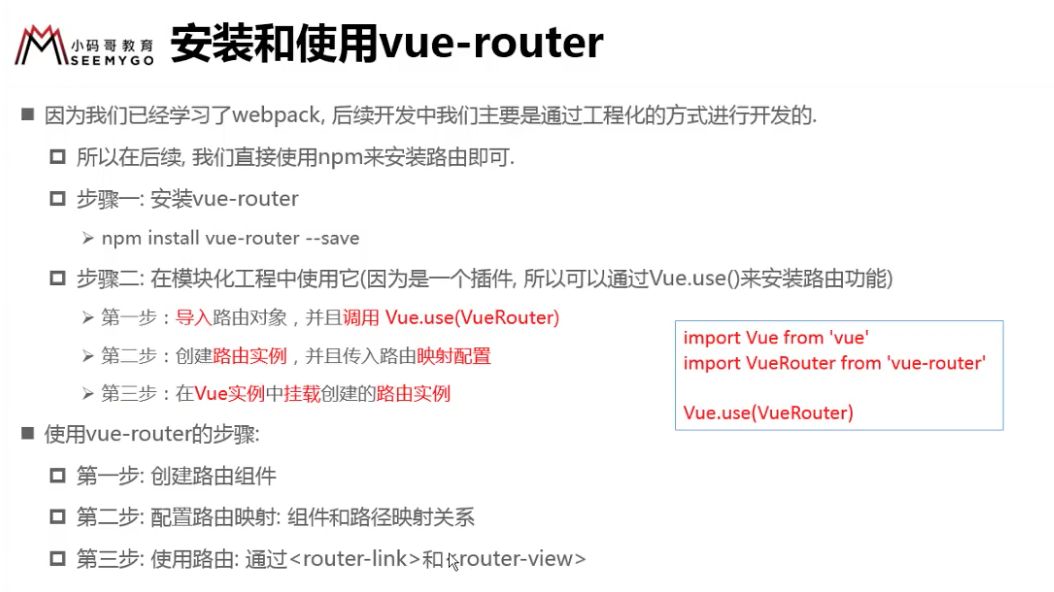 小码哥教育
SEEMYGO
安装和使用vue-router
因为我们已经学习了webpack, 后续开发中我们主要是通过工程化的方式进行开发的.
所以在后续, 我们直接使用npm来安装路由即可.
步骤一: 安装vue-router
npm install vue-router --save
步骤二: 在模块化工程中使用它(因为是一个插件, 所以可以通过Vue.use()来安装路由功能)
第一步：导入路由对象，并且调用 Vue.use(VueRouter)
第二步：创建路由实例，并且传入路由映射配置
第三步：在Vue实例中挂载创建的路由实例
import Vue from 'vue'
import VueRouter from 'vue-router'
Vue.use(VueRouter)
使用vue-router的步骤:
第一步: 创建路由组件
第二步: 配置路由映射: 组件和路径映射关系
第三步: 使用路由: 通过<router-link>和<router-view>